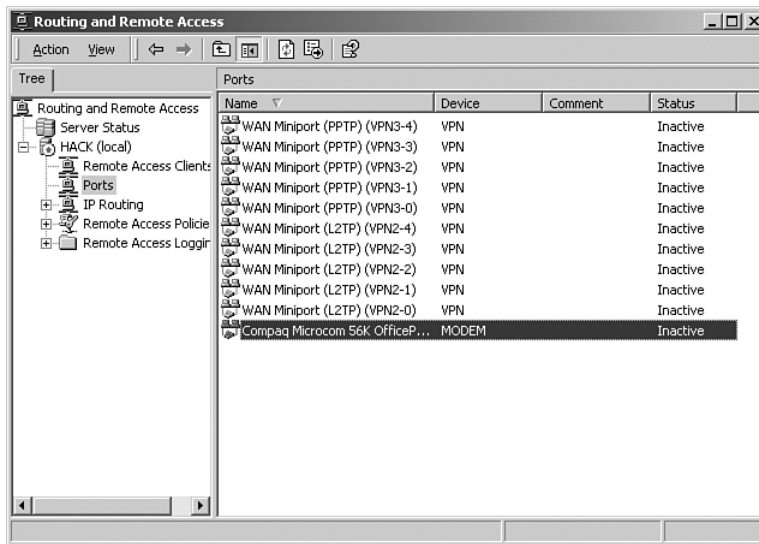 Routing and Remote Access
Action View
Tree
Ports
Routing and Remote Access
Server Status
HACK (local)
Remote Access Clients
Ports
IP Routing
Remote Access Policie
Remote Access Loggin
Name Device Comment Status
WAN Miniport (PPTP) (VPN3-4) VPN Inactive
WAN Miniport (PPTP) (VPN3-3) VPN Inactive
WAN Miniport (PPTP) (VPN3-2) VPN Inactive
WAN Miniport (PPTP) (VPN3-1) VPN Inactive
WAN Miniport (PPTP) (VPN3-0) VPN Inactive
WAN Miniport (L2TP) (VPN2-4) VPN Inactive
WAN Miniport (L2TP) (VPN2-3) VPN Inactive
WAN Miniport (L2TP) (VPN2-2) VPN Inactive
WAN Miniport (L2TP) (VPN2-1) VPN Inactive
WAN Miniport (L2TP) (VPN2-0) VPN Inactive
Compaq Microcom 56K OfficeP... MODEM Inactive